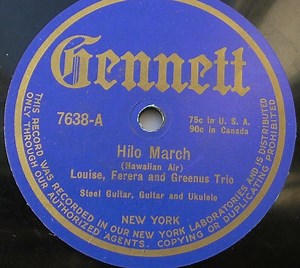 Gennett
7638-A
75c in U. S. A.
90c in Canada
Hilo March
(Hawaiian Air)
Louise, Ferera and Greenus Trio
Steel Guitar, Guitar and Ukulele
NEW YORK
THIS RECORD WAS RECORDED IN OUR NEW YORK LABORATORIES AND IS DISTRIBUTED
ONLY THROUGH OUR AUTHORIZED AGENTS. COPYING OR DUPLICATING PROHIBITED